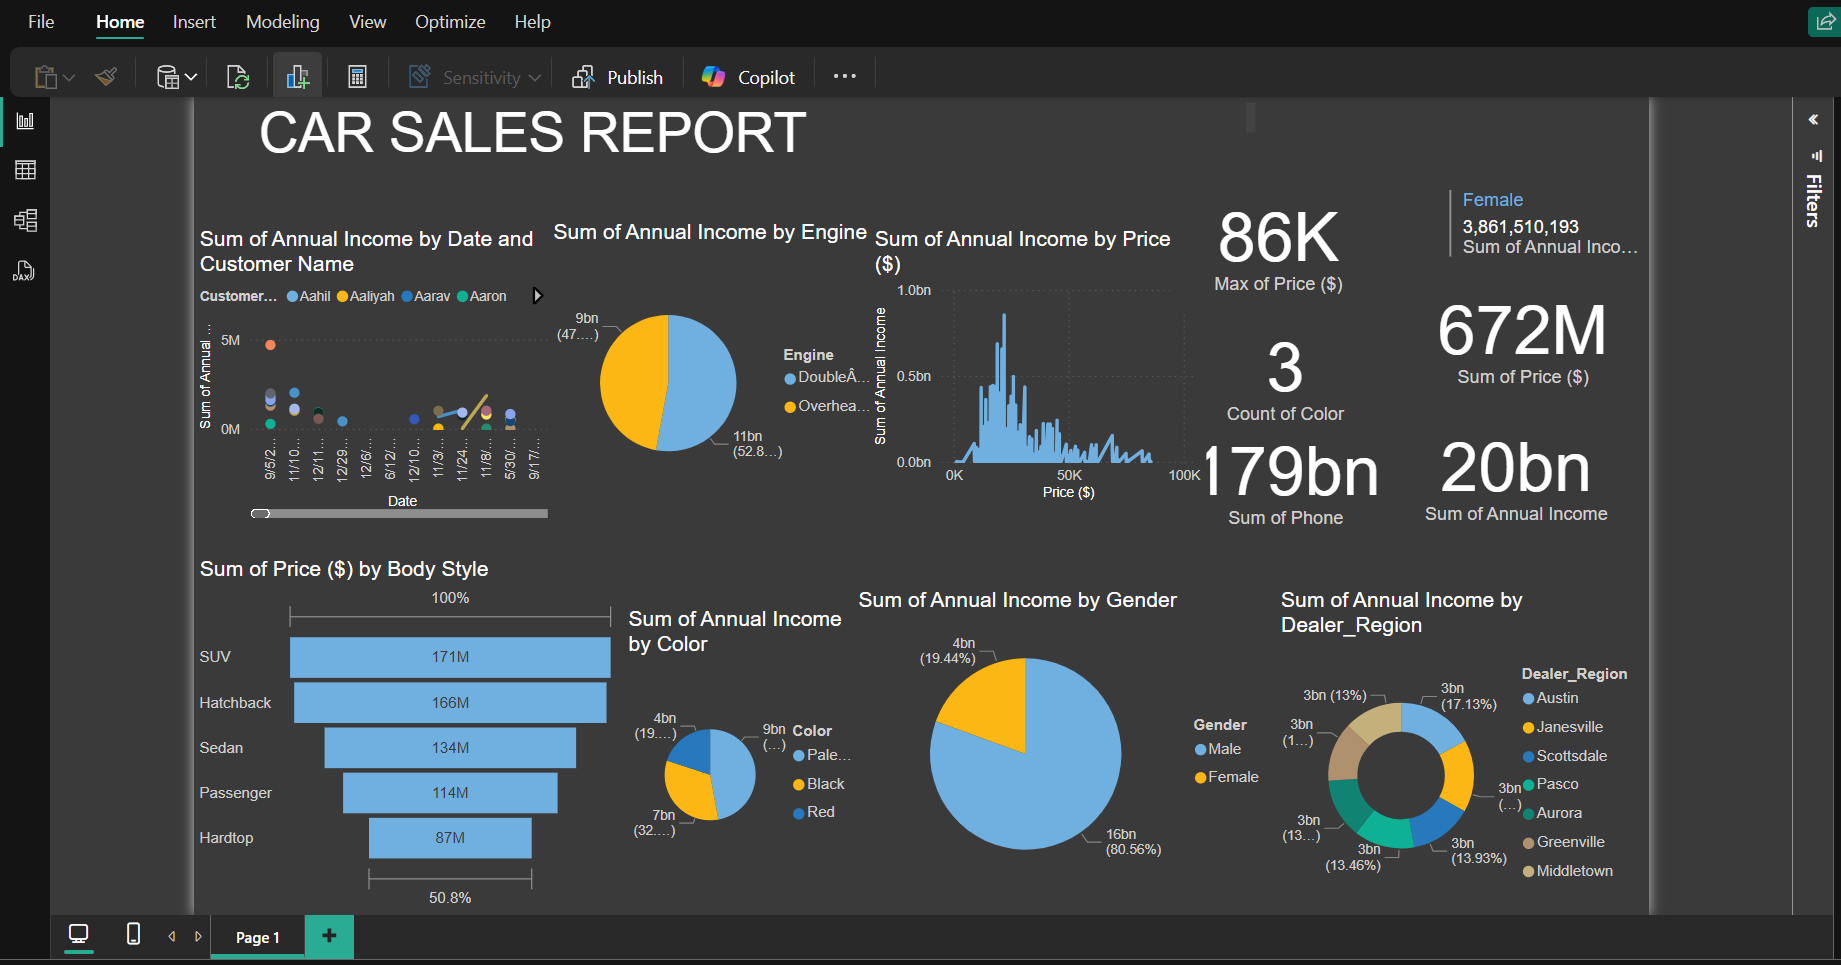 File Home Insert Modeling View Optimize Help
Sensitivity Publish Copilot
DAX
CAR SALES REPORT
Sum of Annual Income by Date and
Customer Name
Customer... Aahil Aaliyah Aarav Aaron
Sum of Annual ...
5M
0M
9/5/2...
11/10...
12/11...
12/29...
12/6/...
6/12/...
12/10...
11/3/...
11/24...
11/8/...
5/30/...
9/17/...
Date
Sum of Annual Income by Engine
9bn
(47....)
11bn
(52.8...)
Engine
DoubleÂ...
Overhea...
Sum of Annual Income by Price
($)
Sum of Annual Income
1.0bn
0.5bn
0.0bn
0K 50K 100K
Price ($)
86K
Max of Price ($)
Female
3,861,510,193
Sum of Annual Inco...
3
Count of Color
672M
Sum of Price ($)
179bn
Sum of Phone
20bn
Sum of Annual Income
Sum of Price ($) by Body Style
100%
SUV 171M
Hatchback 166M
Sedan 134M
Passenger 114M
Hardtop 87M
50.8%
Sum of Annual Income
by Color
4bn
(19....)
9bn
(...)
7bn
(32....)
Color
Pale...
Black
Red
Sum of Annual Income by Gender
4bn
(19.44%)
16bn
(80.56%)
Gender
Male
Female
Sum of Annual Income by
Dealer_Region
3bn (13%)
3bn
(17.13%)
3bn
(1...)
3bn
(...)
3bn
(13...)
3bn
(13.46%)
3bn
(13.93%)
Dealer_Region
Austin
Janesville
Scottsdale
Pasco
Aurora
Greenville
Middletown
Filters
Page 1